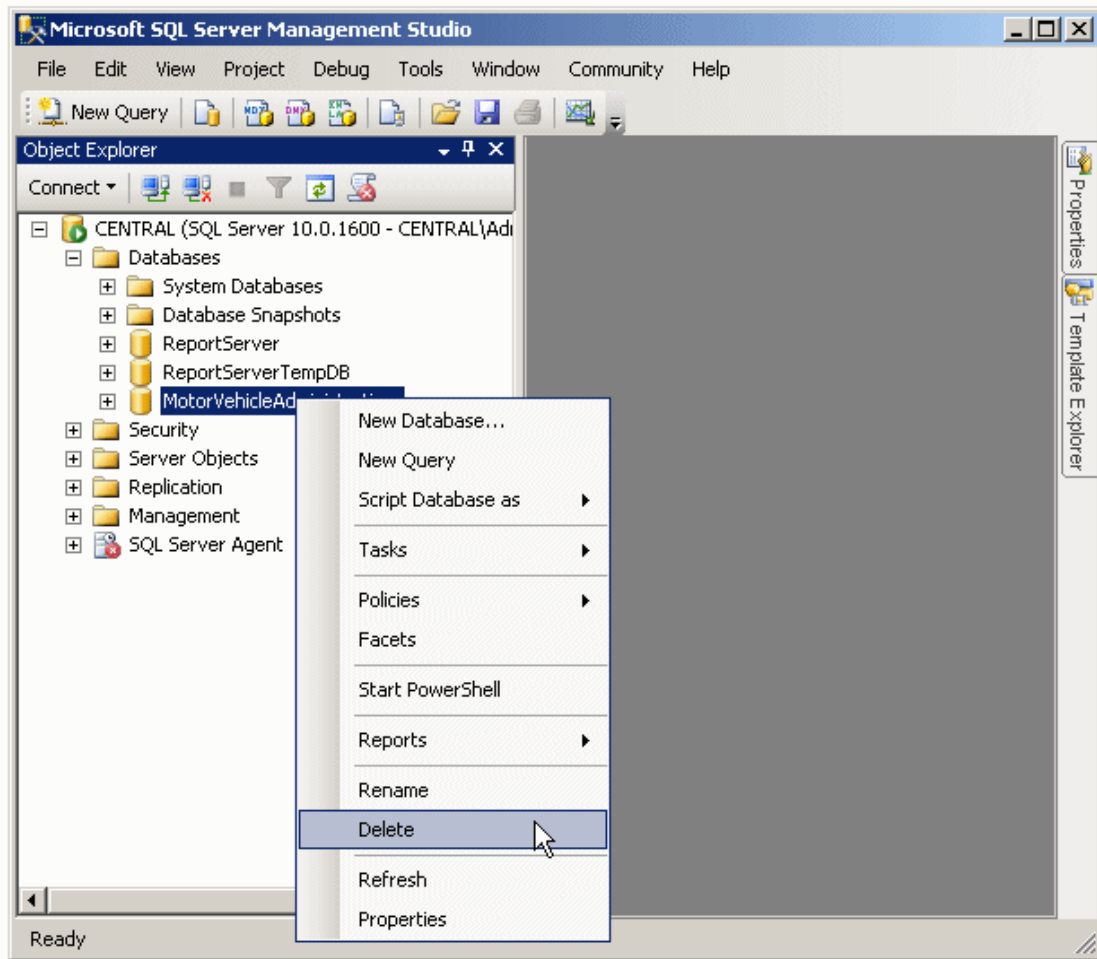 Microsoft SQL Server Management Studio
File Edit View Project Debug Tools Window Community Help
New Query
Object Explorer
Connect
CENTRAL (SQL Server 10.0.1600 - CENTRAL\Adr
Databases
System Databases
Database Snapshots
ReportServer
ReportServerTempDB
Security
Server Objects
Replication
Management
SQL Server Agent
New Database...
New Query
Script Database as
Tasks
Policies
Facets
Start PowerShell
Reports
Rename
Delete
Refresh
Properties
Ready
Properties
Template Explorer